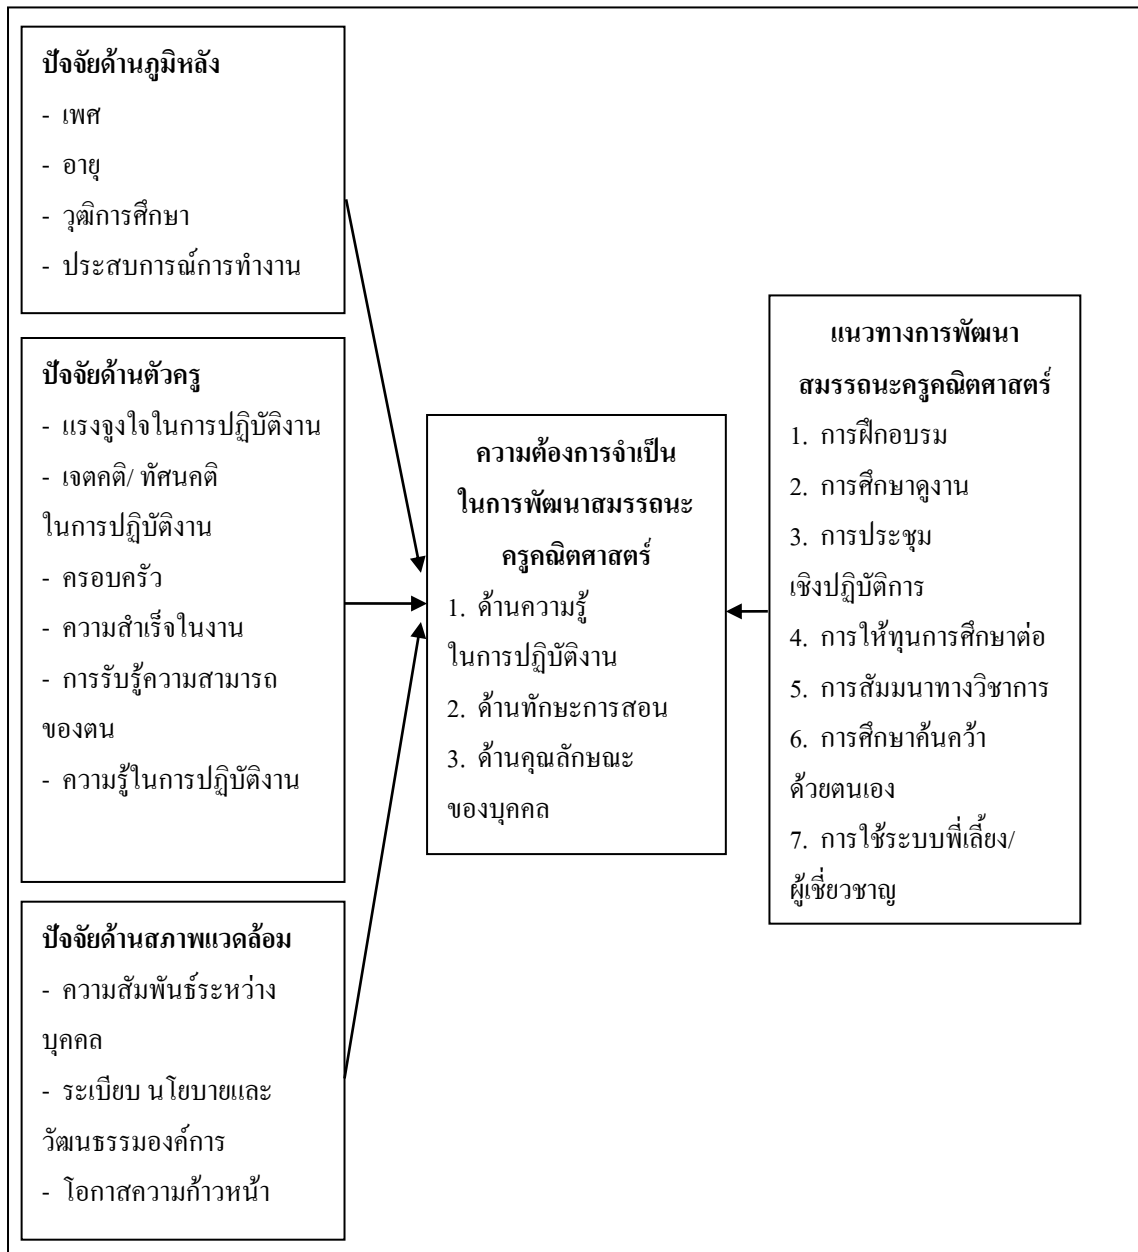 ปัจจัยด้านภูมิหลัง
- เพศ
- อายุ
- วุฒิการศึกษา
- ประสบการณ์การทำงาน
ปัจจัยด้านตัวครู
- แรงจูงใจในการปฏิบัติงาน
- เจตคติ/ ทัศนคติ
ในการปฏิบัติงาน
- ครอบครัว
- ความสำเร็จในงาน
- การรับรู้ความสามารถ
ของตน
- ความรู้ในการปฏิบัติงาน
ปัจจัยด้านสภาพแวดล้อม
- ความสัมพันธ์ระหว่าง
บุคคล
- ระเบียบ นโยบายและ
วัฒนธรรมองค์การ
- โอกาสความก้าวหน้า
ความต้องการจำเป็น
ในการพัฒนาสมรรถนะ
ครูคณิตศาสตร์
1. ด้านความรู้
ในการปฏิบัติงาน
2. ด้านทักษะการสอน
3. ด้านคุณลักษณะ
ของบุคคล
แนวทางการพัฒนา
สมรรถนะครูคณิตศาสตร์
1. การฝึกอบรม
2. การศึกษาดูงาน
3. การประชุม
เชิงปฏิบัติการ
4. การให้ทุนการศึกษาต่อ
5. การสัมมนาทางวิชาการ
6. การศึกษาค้นคว้า
ด้วยตนเอง
7. การใช้ระบบพี่เลี้ยง/
ผู้เชี่ยวชาญ